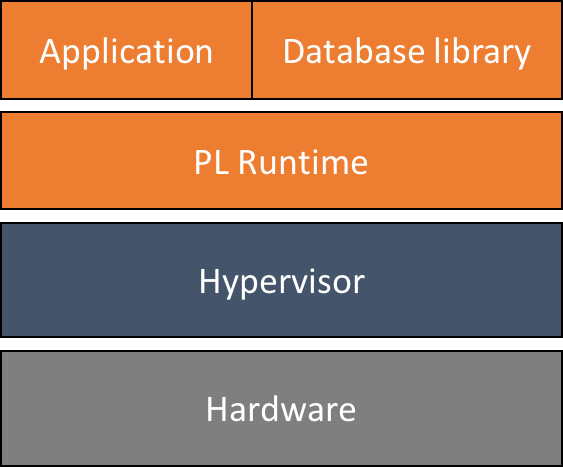 Application
Database library
PL Runtime
Hypervisor
Hardware